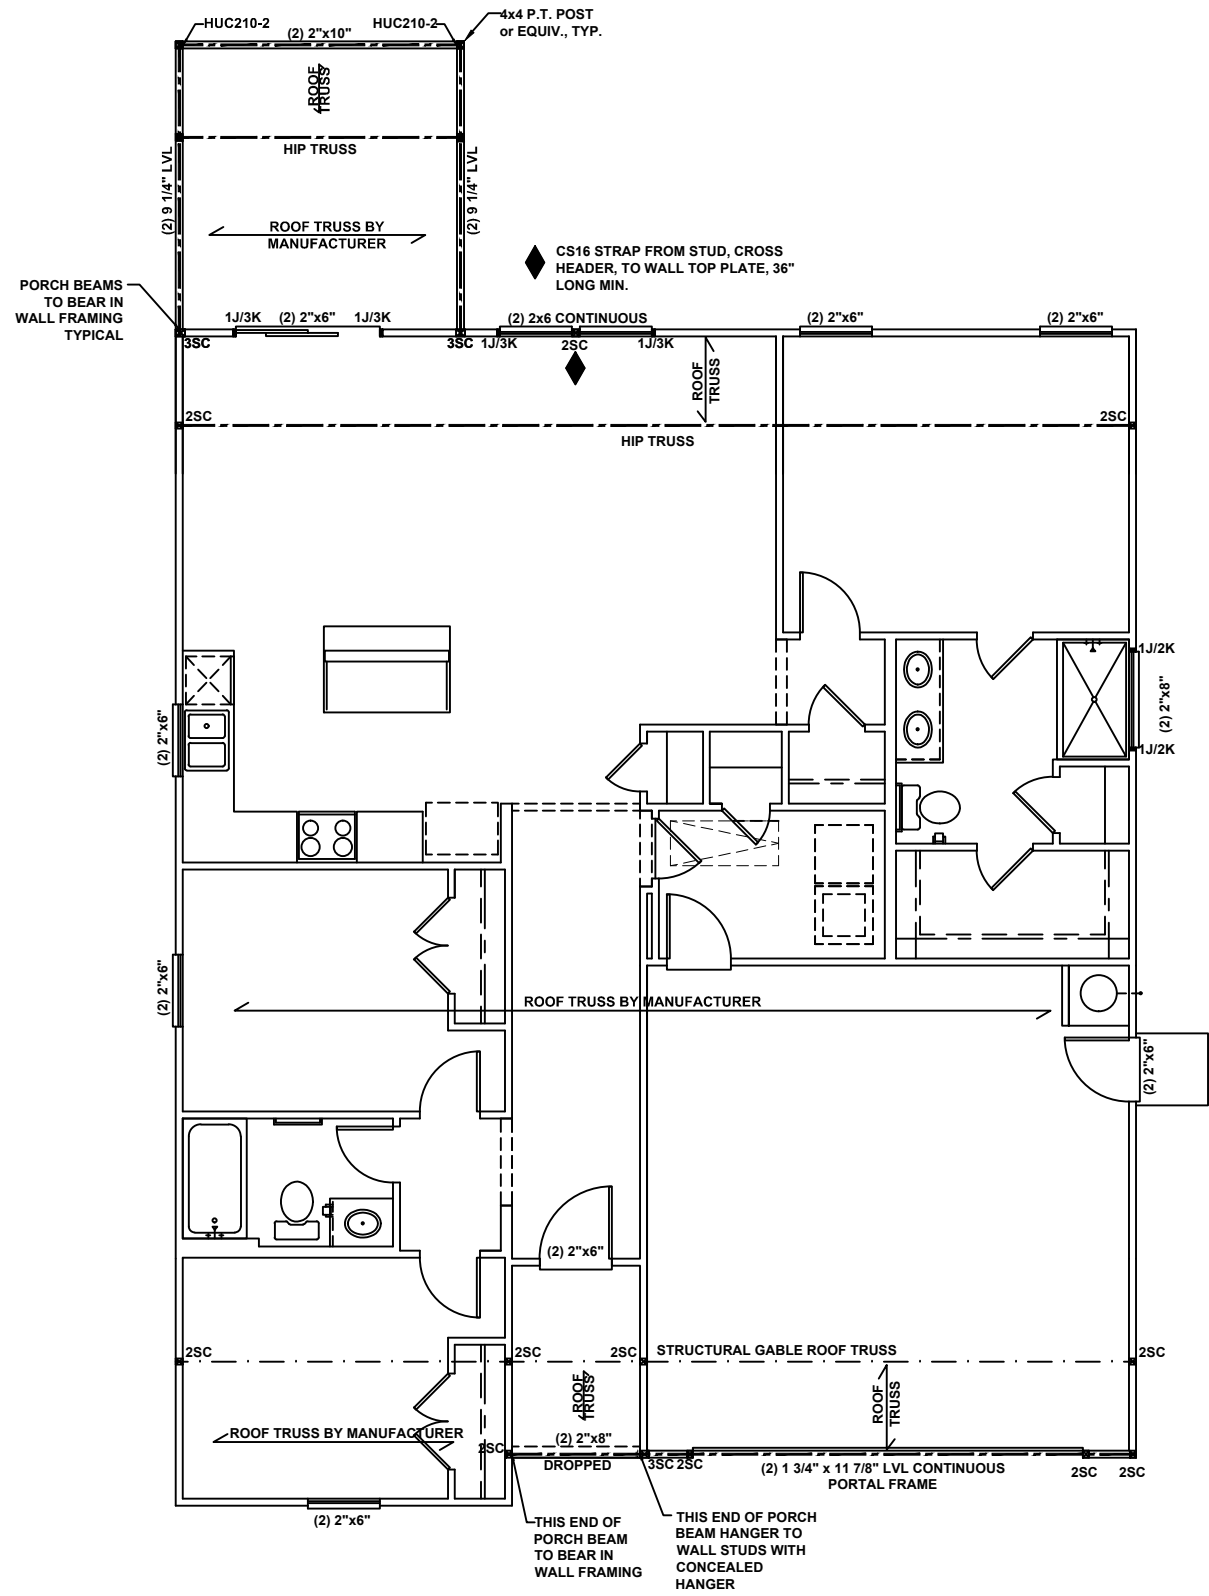 HUC210-2
HUC210-2
4x4 P.T. POST
or EQUIV., TYP.
(2) 2"x10"
ROOF
TRUSS
HIP TRUSS
(2) 9 1/4" LVL
(2) 9 1/4" LVL
ROOF TRUSS BY
MANUFACTURER
CS16 STRAP FROM STUD, CROSS
HEADER, TO WALL TOP PLATE, 36"
LONG MIN.
PORCH BEAMS
TO BEAR IN
WALL FRAMING
TYPICAL
1J/3K
(2) 2"x6"
1J/3K
(2) 2x6 CONTINUOUS
(2) 2"x6"
(2) 2"x6"
3SC
3SC
1J/3K
2SC
1J/3K
ROOF
TRUSS
2SC
2SC
HIP TRUSS
1J/2K
(2) 2"x8"
1J/2K
(2) 2"x6"
(2) 2"x6"
ROOF TRUSS BY MANUFACTURER
(2) 2"x6"
(2) 2"x6"
2SC
2SC
2SC
STRUCTURAL GABLE ROOF TRUSS
2SC
ROOF
TRUSS
ROOF
TRUSS
ROOF TRUSS BY MANUFACTURER
2SC
(2) 2"x8"
DROPPED
3SC
2SC
(2) 1 3/4" x 11 7/8" LVL CONTINUOUS
PORTAL FRAME
2SC
2SC
(2) 2"x6"
THIS END OF
PORCH BEAM
TO BEAR IN
WALL FRAMING
THIS END OF PORCH
BEAM HANGER TO
WALL STUDS WITH
CONCEALED
HANGER